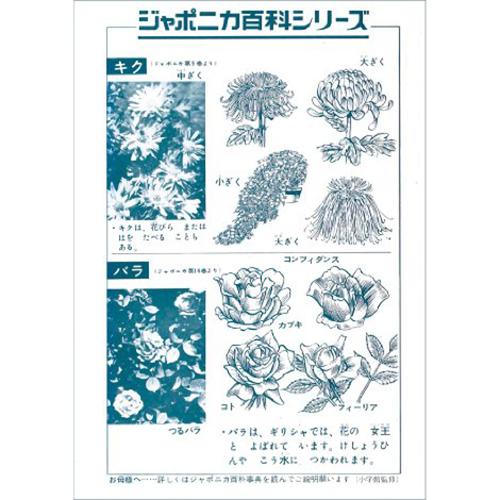 ジャポニカ百科シリーズ
キク
(ジャポニカ第5巻より)
中ぎく
大ぎく
小ぎく
大ぎく
・キクは、花びら または
はを たべる ことも
ある。
バラ
(ジャポニカ第14巻より)
コンフィダンス
カブキ
コト
フィーリア
つるバラ
・バラは、ギリシャでは、花の 女王
と よばれて います。けしょうひ
んや こう水に つかわれます。
お母様へ……詳しくはジャポニカ百科事典を読んでご説明願います (小学館監修)